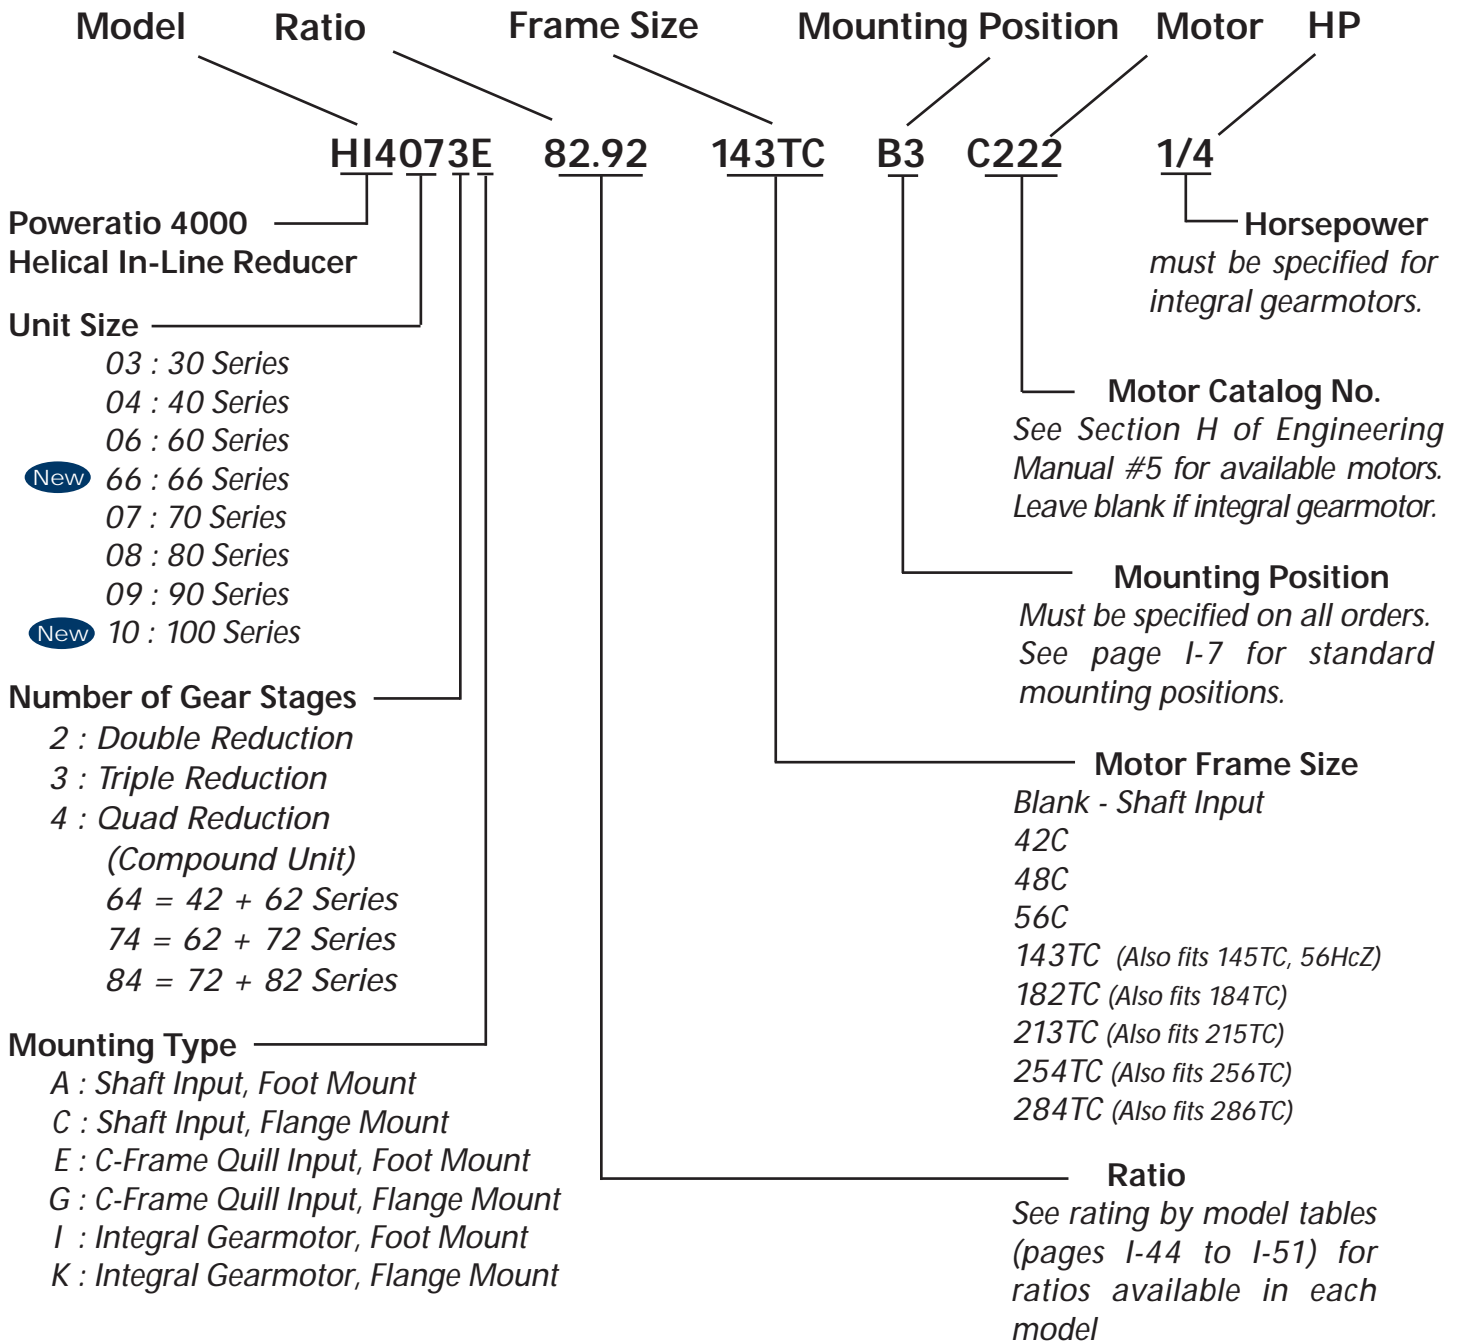 Model Ratio Frame Size Mounting Position Motor HP
HI4073E 82.92 143TC B3 C222 1/4
Poweratio 4000
Helical In-Line Reducer
Unit Size
03 : 30 Series
04 : 40 Series
06 : 60 Series
New 66 : 66 Series
07 : 70 Series
08 : 80 Series
09 : 90 Series
New 10 : 100 Series
Number of Gear Stages
2 : Double Reduction
3 : Triple Reduction
4 : Quad Reduction
(Compound Unit)
64 = 42 + 62 Series
74 = 62 + 72 Series
84 = 72 + 82 Series
Mounting Type
A : Shaft Input, Foot Mount
C : Shaft Input, Flange Mount
E : C-Frame Quill Input, Foot Mount
G : C-Frame Quill Input, Flange Mount
I : Integral Gearmotor, Foot Mount
K : Integral Gearmotor, Flange Mount
Horsepower
must be specified for
integral gearmotors.
Motor Catalog No.
See Section H of Engineering
Manual #5 for available motors.
Leave blank if integral gearmotor.
Mounting Position
Must be specified on all orders.
See page I-7 for standard
mounting positions.
Motor Frame Size
Blank - Shaft Input
42C
48C
56C
143TC (Also fits 145TC, 56HcZ)
182TC (Also fits 184TC)
213TC (Also fits 215TC)
254TC (Also fits 256TC)
284TC (Also fits 286TC)
Ratio
See rating by model tables
(pages I-44 to I-51) for
ratios available in each
model